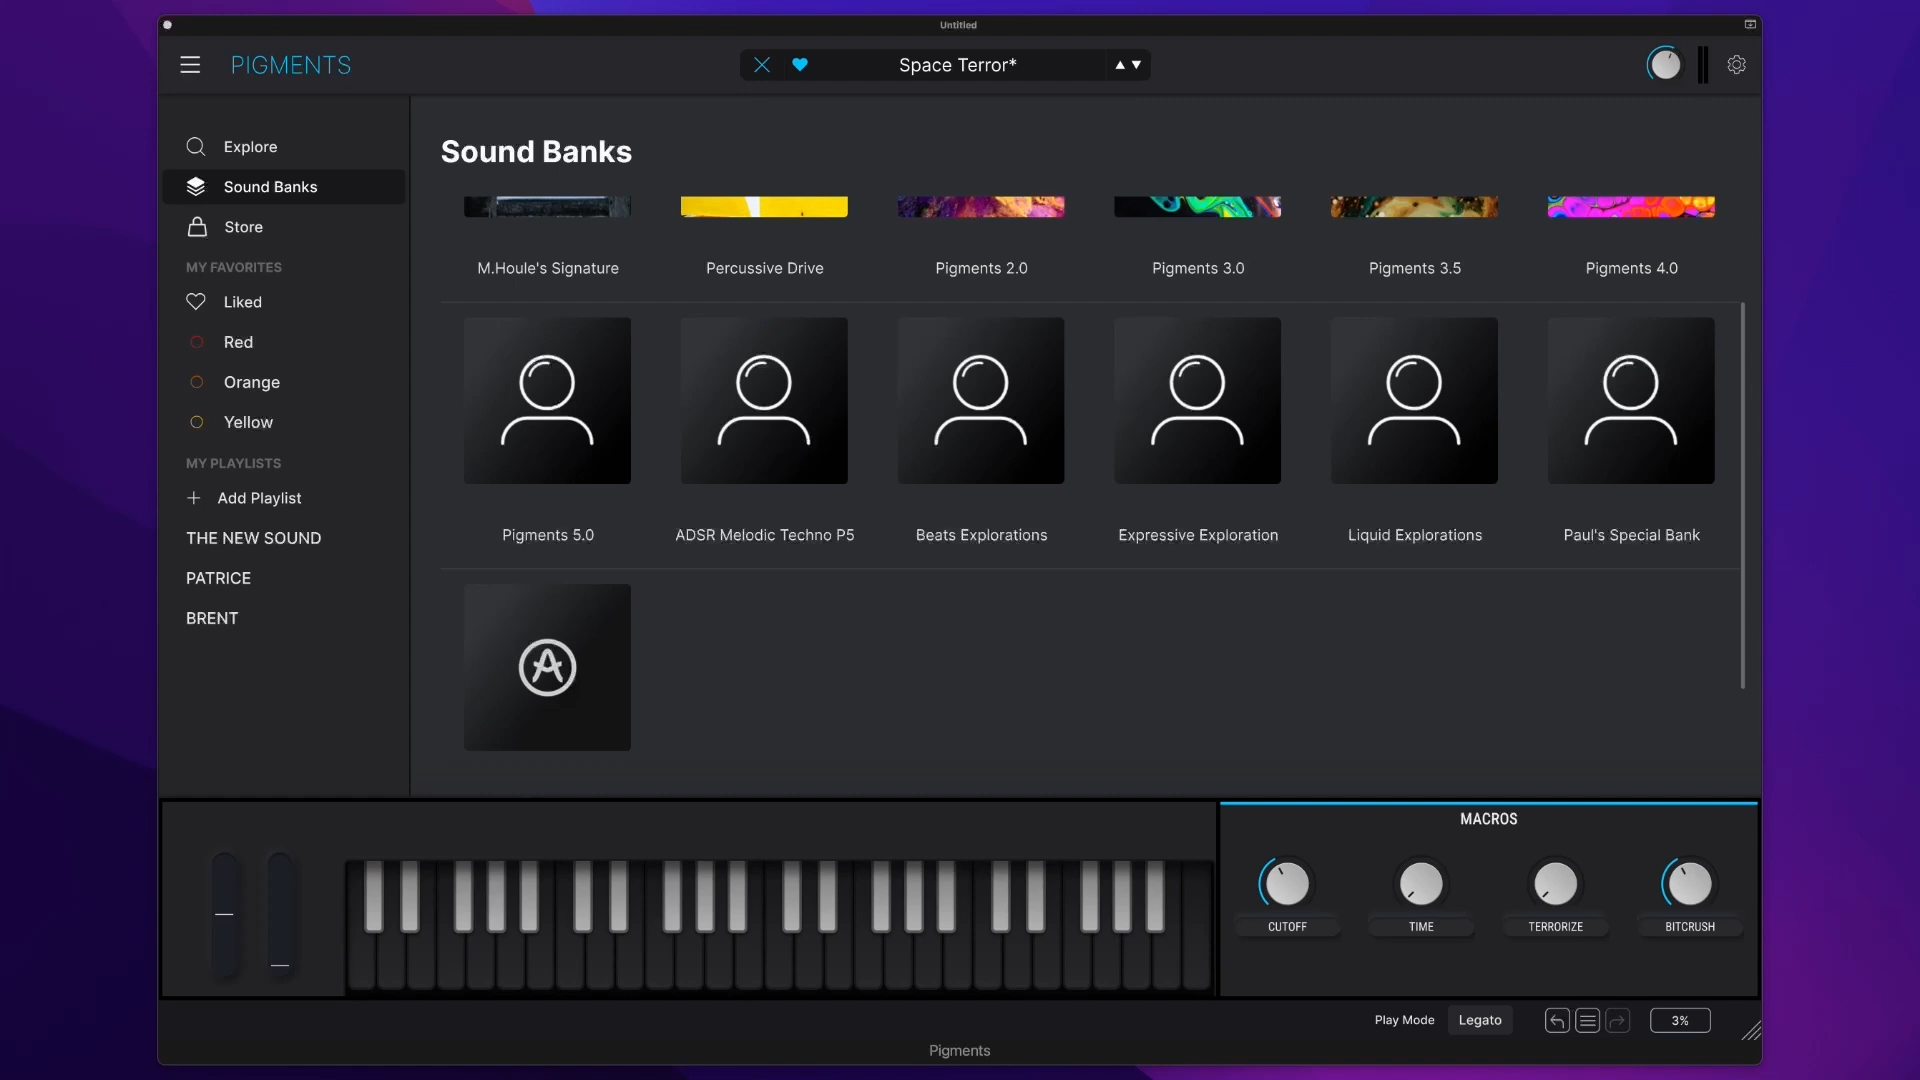 Untitled
PIGMENTS
Space Terror*
Explore
Sound Banks
Store
MY FAVORITES
Liked
Red
Orange
Yellow
MY PLAYLISTS
Add Playlist
THE NEW SOUND
PATRICE
BRENT
Sound Banks
M.Houle's Signature
Percussive Drive
Pigments 2.0
Pigments 3.0
Pigments 3.5
Pigments 4.0
Pigments 5.0
ADSR Melodic Techno P5
Beats Explorations
Expressive Exploration
Liquid Explorations
Paul's Special Bank
MACROS
CUTOFF
TIME
TERRORIZE
BITCRUSH
Play Mode
Legato
3%
Pigments